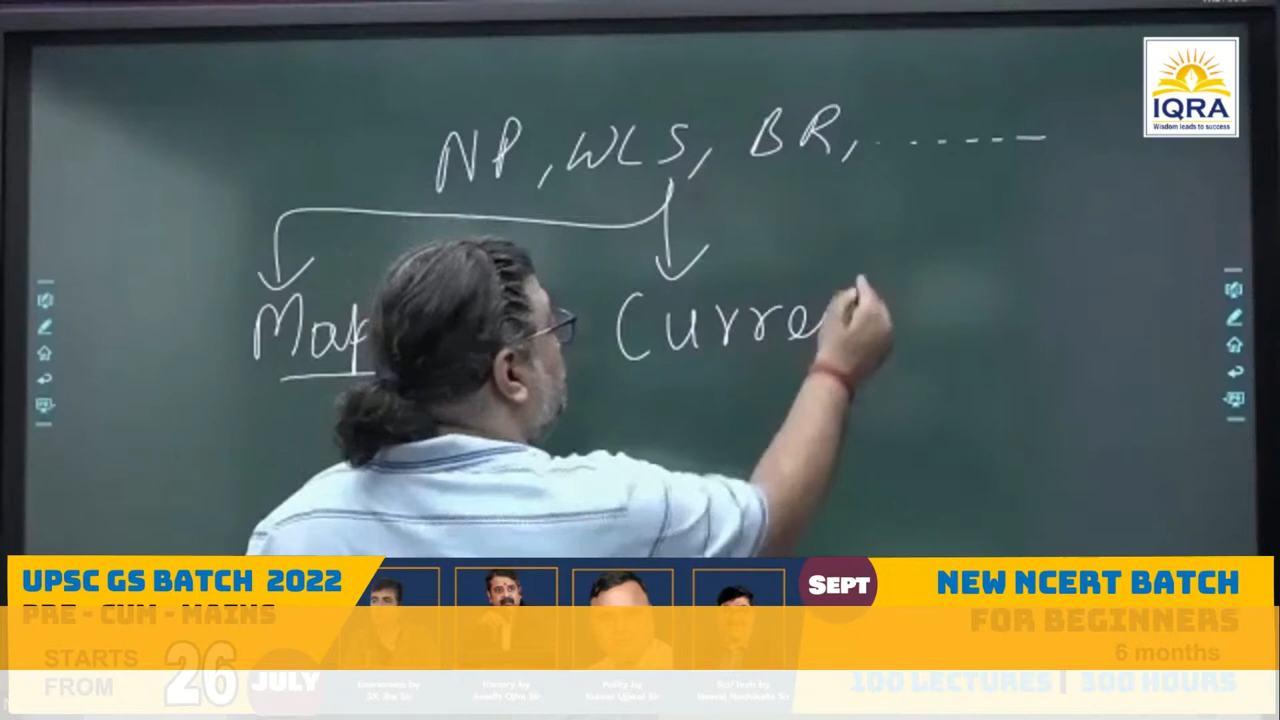 IQRA
Wisdom leads to success
NP, WLS, BR, .......
Map
Curre
UPSC GS BATCH 2022
PRE - CUM - MAINS
STARTS FROM 26 JULY
SEPT
NEW NCERT BATCH
FOR BEGINNERS
6 months
100 LECTURES | 300 HOURS